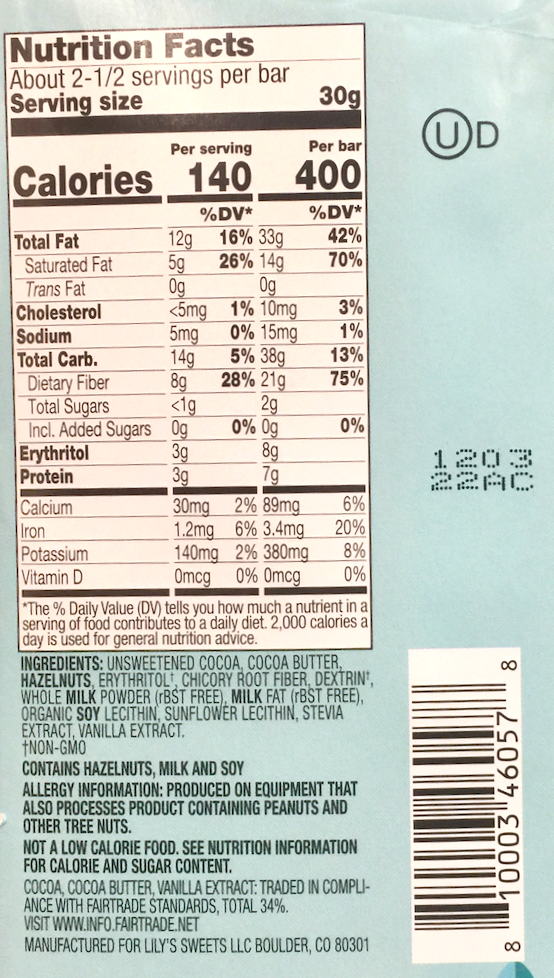 Nutrition Facts
About 2-1/2 servings per bar
Serving size 30g
Per serving Per bar
Calories 140 400
%DV* %DV*
Total Fat 12g 16% 33g 42%
Saturated Fat 5g 26% 14g 70%
Trans Fat 0g 0g
Cholesterol <5mg 1% 10mg 3%
Sodium 5mg 0% 15mg 1%
Total Carb. 14g 5% 38g 13%
Dietary Fiber 8g 28% 21g 75%
Total Sugars <1g 2g
Incl. Added Sugars 0g 0% 0g 0%
Erythritol 3g 8g
Protein 3g 7g
Calcium 30mg 2% 89mg 6%
Iron 1.2mg 6% 3.4mg 20%
Potassium 140mg 2% 380mg 8%
Vitamin D 0mcg 0% 0mcg 0%
*The % Daily Value (DV) tells you how much a nutrient in a
serving of food contributes to a daily diet. 2,000 calories a
day is used for general nutrition advice.
INGREDIENTS: UNSWEETENED COCOA, COCOA BUTTER,
HAZELNUTS, ERYTHRITOL†, CHICORY ROOT FIBER, DEXTRIN†,
WHOLE MILK POWDER (rBST FREE), MILK FAT (rBST FREE),
ORGANIC SOY LECITHIN, SUNFLOWER LECITHIN, STEVIA
EXTRACT, VANILLA EXTRACT.
†NON-GMO
CONTAINS HAZELNUTS, MILK AND SOY
ALLERGY INFORMATION: PRODUCED ON EQUIPMENT THAT
ALSO PROCESSES PRODUCT CONTAINING PEANUTS AND
OTHER TREE NUTS.
NOT A LOW CALORIE FOOD. SEE NUTRITION INFORMATION
FOR CALORIE AND SUGAR CONTENT.
COCOA, COCOA BUTTER, VANILLA EXTRACT: TRADED IN COMPLI-
ANCE WITH FAIRTRADE STANDARDS, TOTAL 34%.
VISIT WWW.INFO.FAIRTRADE.NET
MANUFACTURED FOR LILY'S SWEETS LLC BOULDER, CO 80301
U D
1203
22AC
8 10003 46057 8